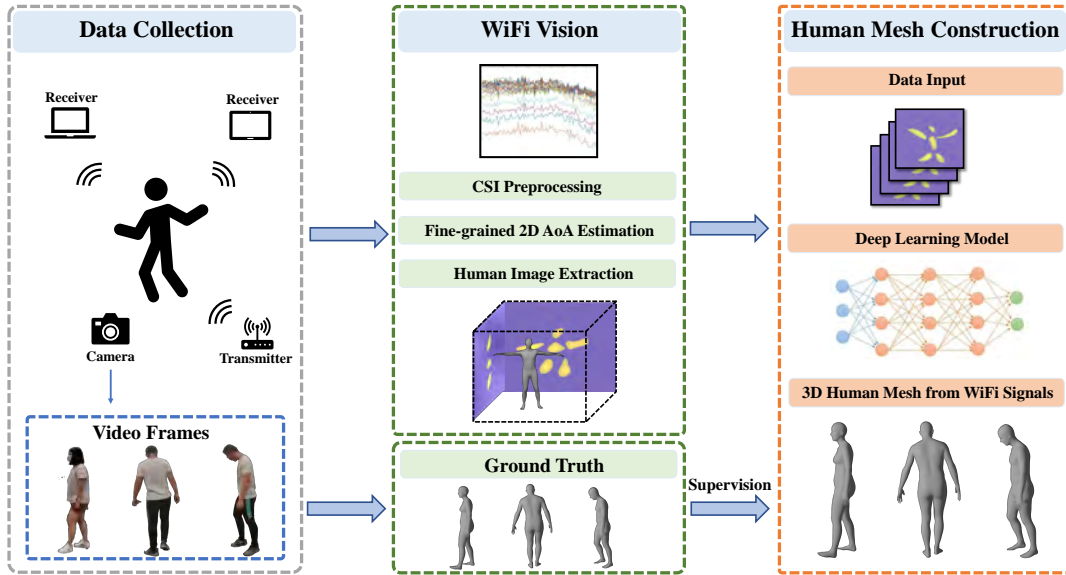 Data Collection
Receiver
Receiver
Camera
Transmitter
Video Frames
WiFi Vision
CSI Preprocessing
Fine-grained 2D AoA Estimation
Human Image Extraction
Ground Truth
Supervision
Human Mesh Construction
Data Input
Deep Learning Model
3D Human Mesh from WiFi Signals